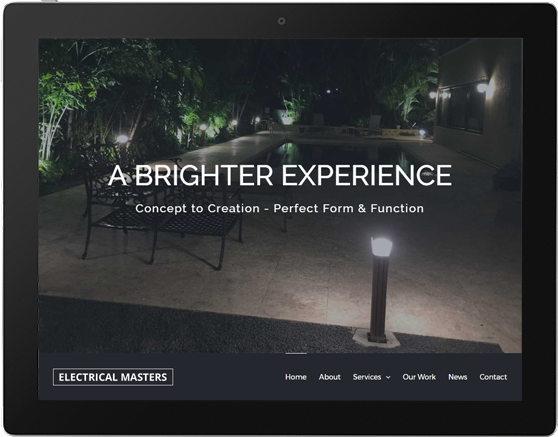 A BRIGHTER EXPERIENCE
Concept to Creation - Perfect Form & Function
ELECTRICAL MASTERS
Home About Services Our Work News Contact